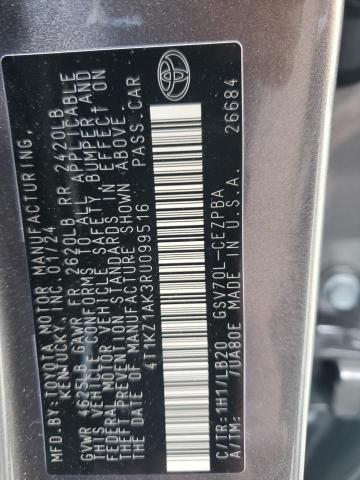 MFD. BY TOYOTA MOTOR MANUFACTURING,
KENTUCKY, INC. 01/24
GVWR 4625LB GAWR FR 2620LB RR 2420LB
THIS VEHICLE CONFORMS TO ALL APPLICABLE
FEDERAL MOTOR VEHICLE SAFETY, BUMPER, AND
THEFT PREVENTION STANDARDS IN EFFECT ON
THE DATE OF MANUFACTURE SHOWN ABOVE.
4T1KZ1AK3RU099516 PASS. CAR
C/TR: 1H1/LB20 GSV70L-CEZPBA
A/TM: /UA80E MADE IN U.S.A. 26684